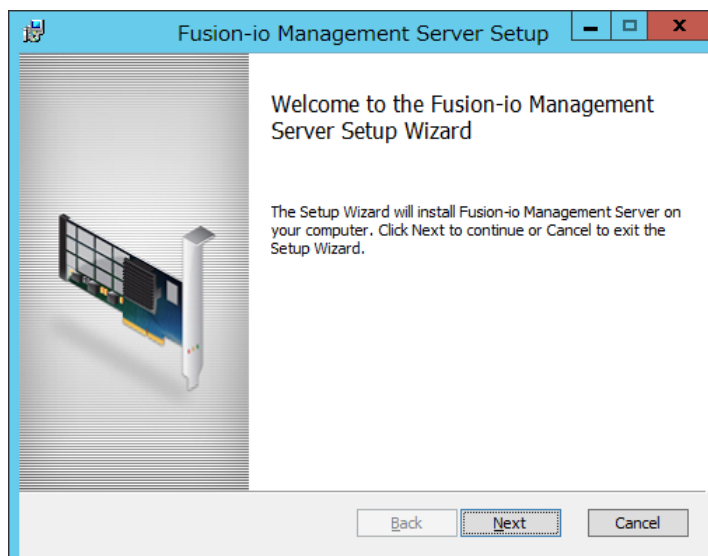 Fusion-io Management Server Setup
Welcome to the Fusion-io Management
Server Setup Wizard
The Setup Wizard will install Fusion-io Management Server on
your computer. Click Next to continue or Cancel to exit the
Setup Wizard.
Back
Next
Cancel